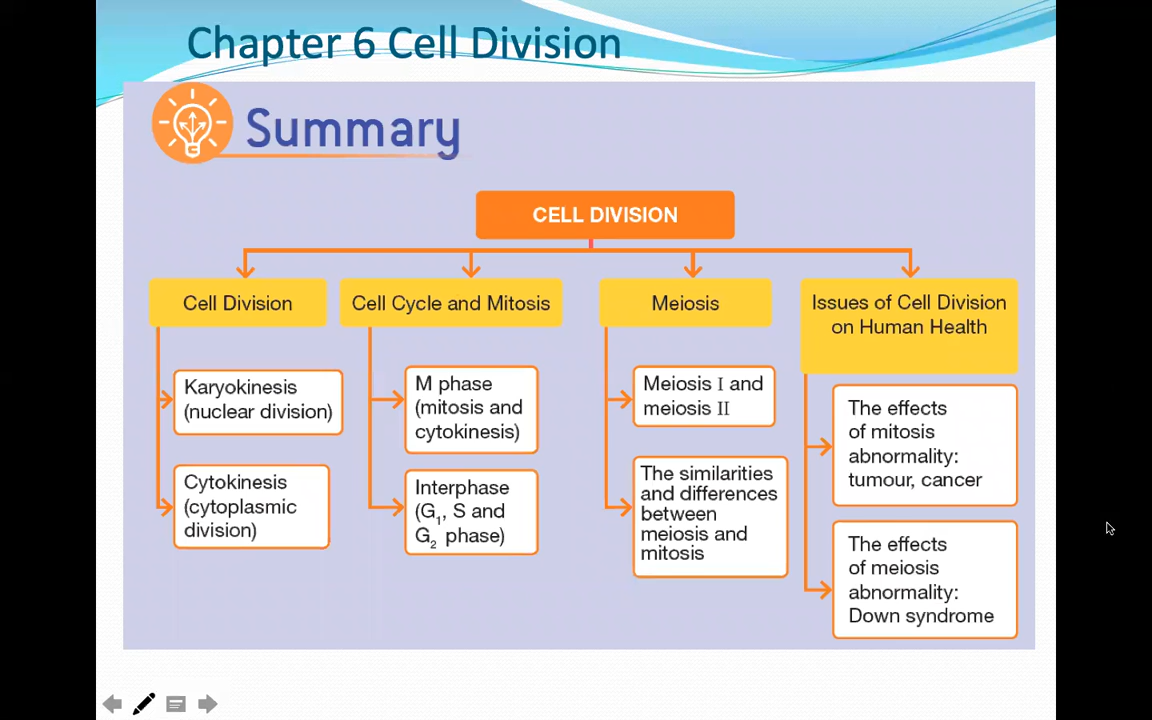 Chapter 6 Cell Division
Summary
CELL DIVISION
Cell Division
Karyokinesis
(nuclear division)
Cytokinesis
(cytoplasmic
division)
Cell Cycle and Mitosis
M phase
(mitosis and
cytokinesis)
Interphase
(G₁, S and
G₂ phase)
Meiosis
Meiosis I and
meiosis II
The similarities
and differences
between
meiosis and
mitosis
Issues of Cell Division
on Human Health
The effects
of mitosis
abnormality:
tumour, cancer
The effects
of meiosis
abnormality:
Down syndrome